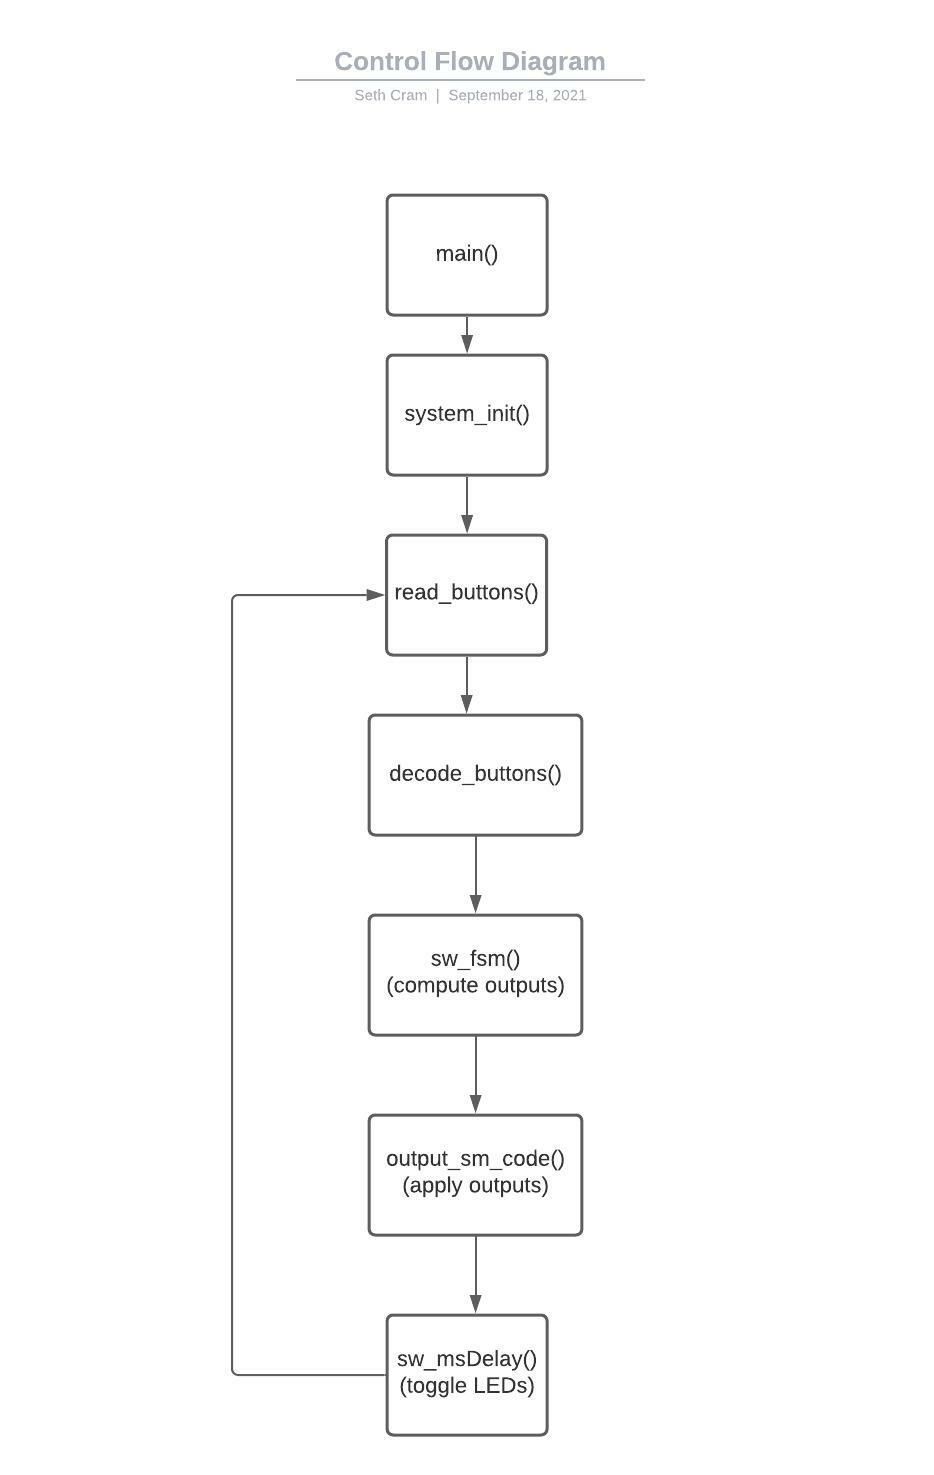 Control Flow Diagram
Seth Cram | September 18, 2021
main()
system_init()
read_buttons()
decode_buttons()
sw_fsm()
(compute outputs)
output_sm_code()
(apply outputs)
sw_msDelay()
(toggle LEDs)